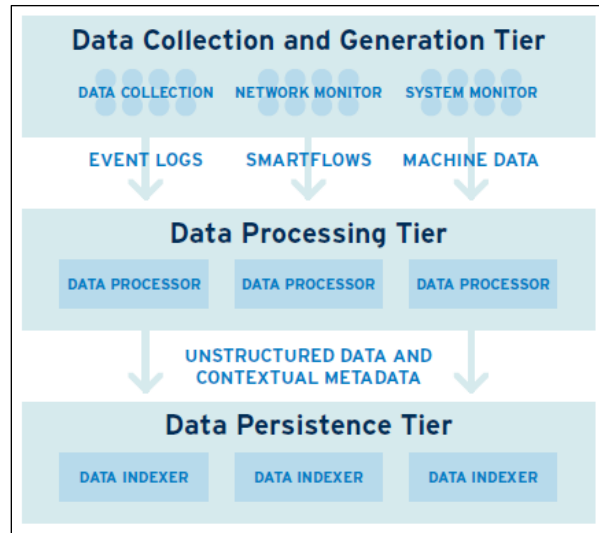 Data Collection and Generation Tier
DATA COLLECTION
NETWORK MONITOR
SYSTEM MONITOR
EVENT LOGS
SMARTFLOWS
MACHINE DATA
Data Processing Tier
DATA PROCESSOR
DATA PROCESSOR
DATA PROCESSOR
UNSTRUCTURED DATA AND
CONTEXTUAL METADATA
Data Persistence Tier
DATA INDEXER
DATA INDEXER
DATA INDEXER